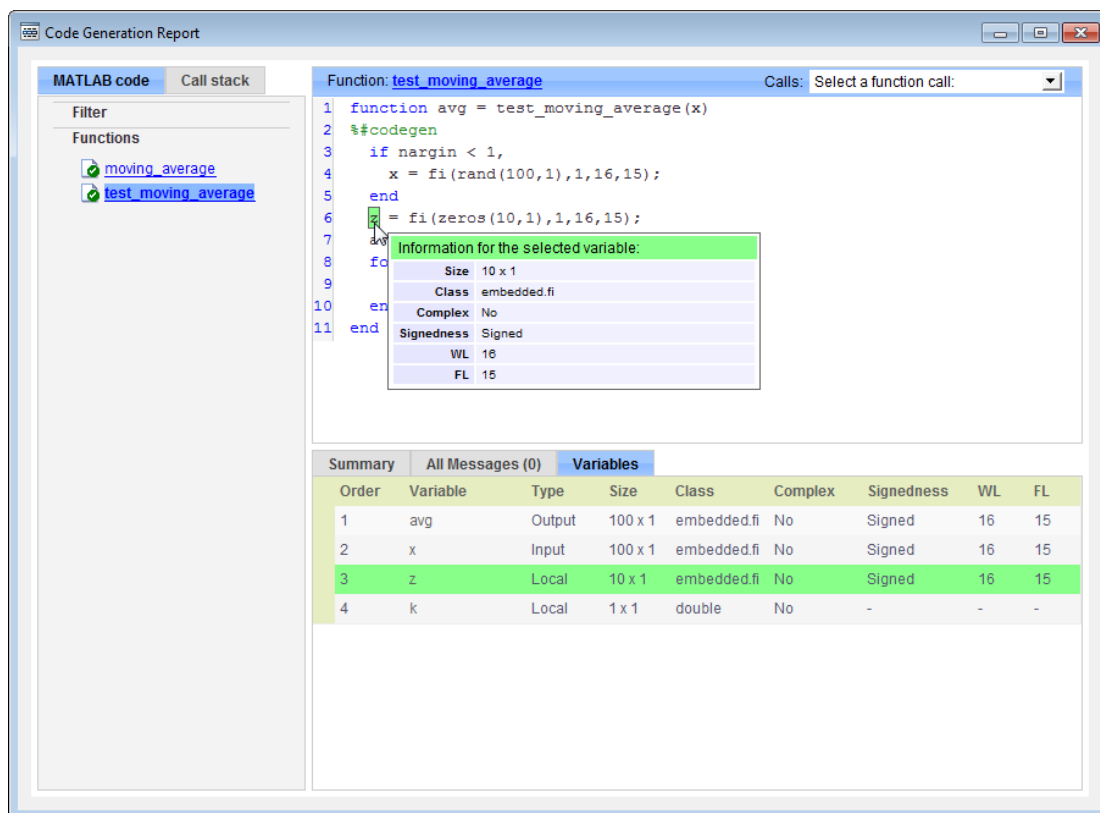 Code Generation Report
MATLAB code Call stack
Filter
Functions
moving_average
test_moving_average
Function: test_moving_average Calls: Select a function call:
1 function avg = test_moving_average(x)
2 %#codegen
3 if nargin < 1,
4 x = fi(rand(100,1),1,16,15);
5 end
6 z = fi(zeros(10,1),1,16,15);
7
8 fo
9
10 en
11 end
Information for the selected variable:
Size 10 x 1
Class embedded.fi
Complex No
Signedness Signed
WL 16
FL 15
Summary All Messages (0) Variables
Order Variable Type Size Class Complex Signedness WL FL
1 avg Output 100 x 1 embedded.fi No Signed 16 15
2 x Input 100 x 1 embedded.fi No Signed 16 15
3 z Local 10 x 1 embedded.fi No Signed 16 15
4 k Local 1 x 1 double No - - -